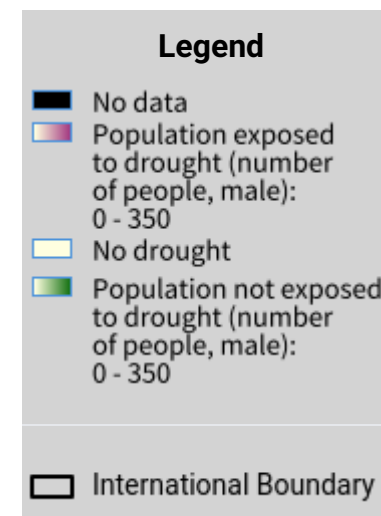 Legend
No data
Population exposed
to drought (number
of people, male):
0 - 350
No drought
Population not exposed
to drought (number
of people, male):
0 - 350
International Boundary